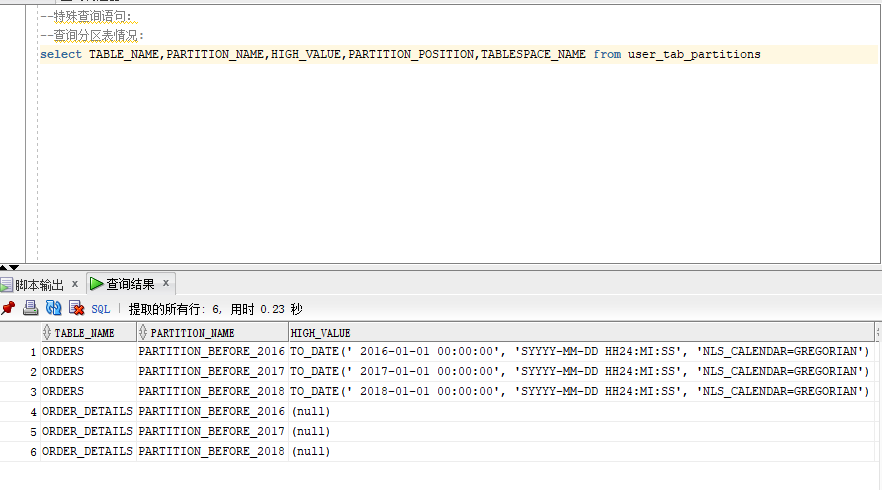 --特殊查询语句:
--查询分区表情况:
select TABLE_NAME,PARTITION_NAME,HIGH_VALUE,PARTITION_POSITION,TABLESPACE_NAME from user_tab_partitions
脚本输出 x 查询结果 x
SQL | 提取的所有行: 6, 用时 0.23 秒
TABLE_NAME PARTITION_NAME HIGH_VALUE
1 ORDERS PARTITION_BEFORE_2016 TO_DATE(' 2016-01-01 00:00:00', 'SYYYY-MM-DD HH24:MI:SS', 'NLS_CALENDAR=GREGORIAN')
2 ORDERS PARTITION_BEFORE_2017 TO_DATE(' 2017-01-01 00:00:00', 'SYYYY-MM-DD HH24:MI:SS', 'NLS_CALENDAR=GREGORIAN')
3 ORDERS PARTITION_BEFORE_2018 TO_DATE(' 2018-01-01 00:00:00', 'SYYYY-MM-DD HH24:MI:SS', 'NLS_CALENDAR=GREGORIAN')
4 ORDER_DETAILS PARTITION_BEFORE_2016 (null)
5 ORDER_DETAILS PARTITION_BEFORE_2017 (null)
6 ORDER_DETAILS PARTITION_BEFORE_2018 (null)